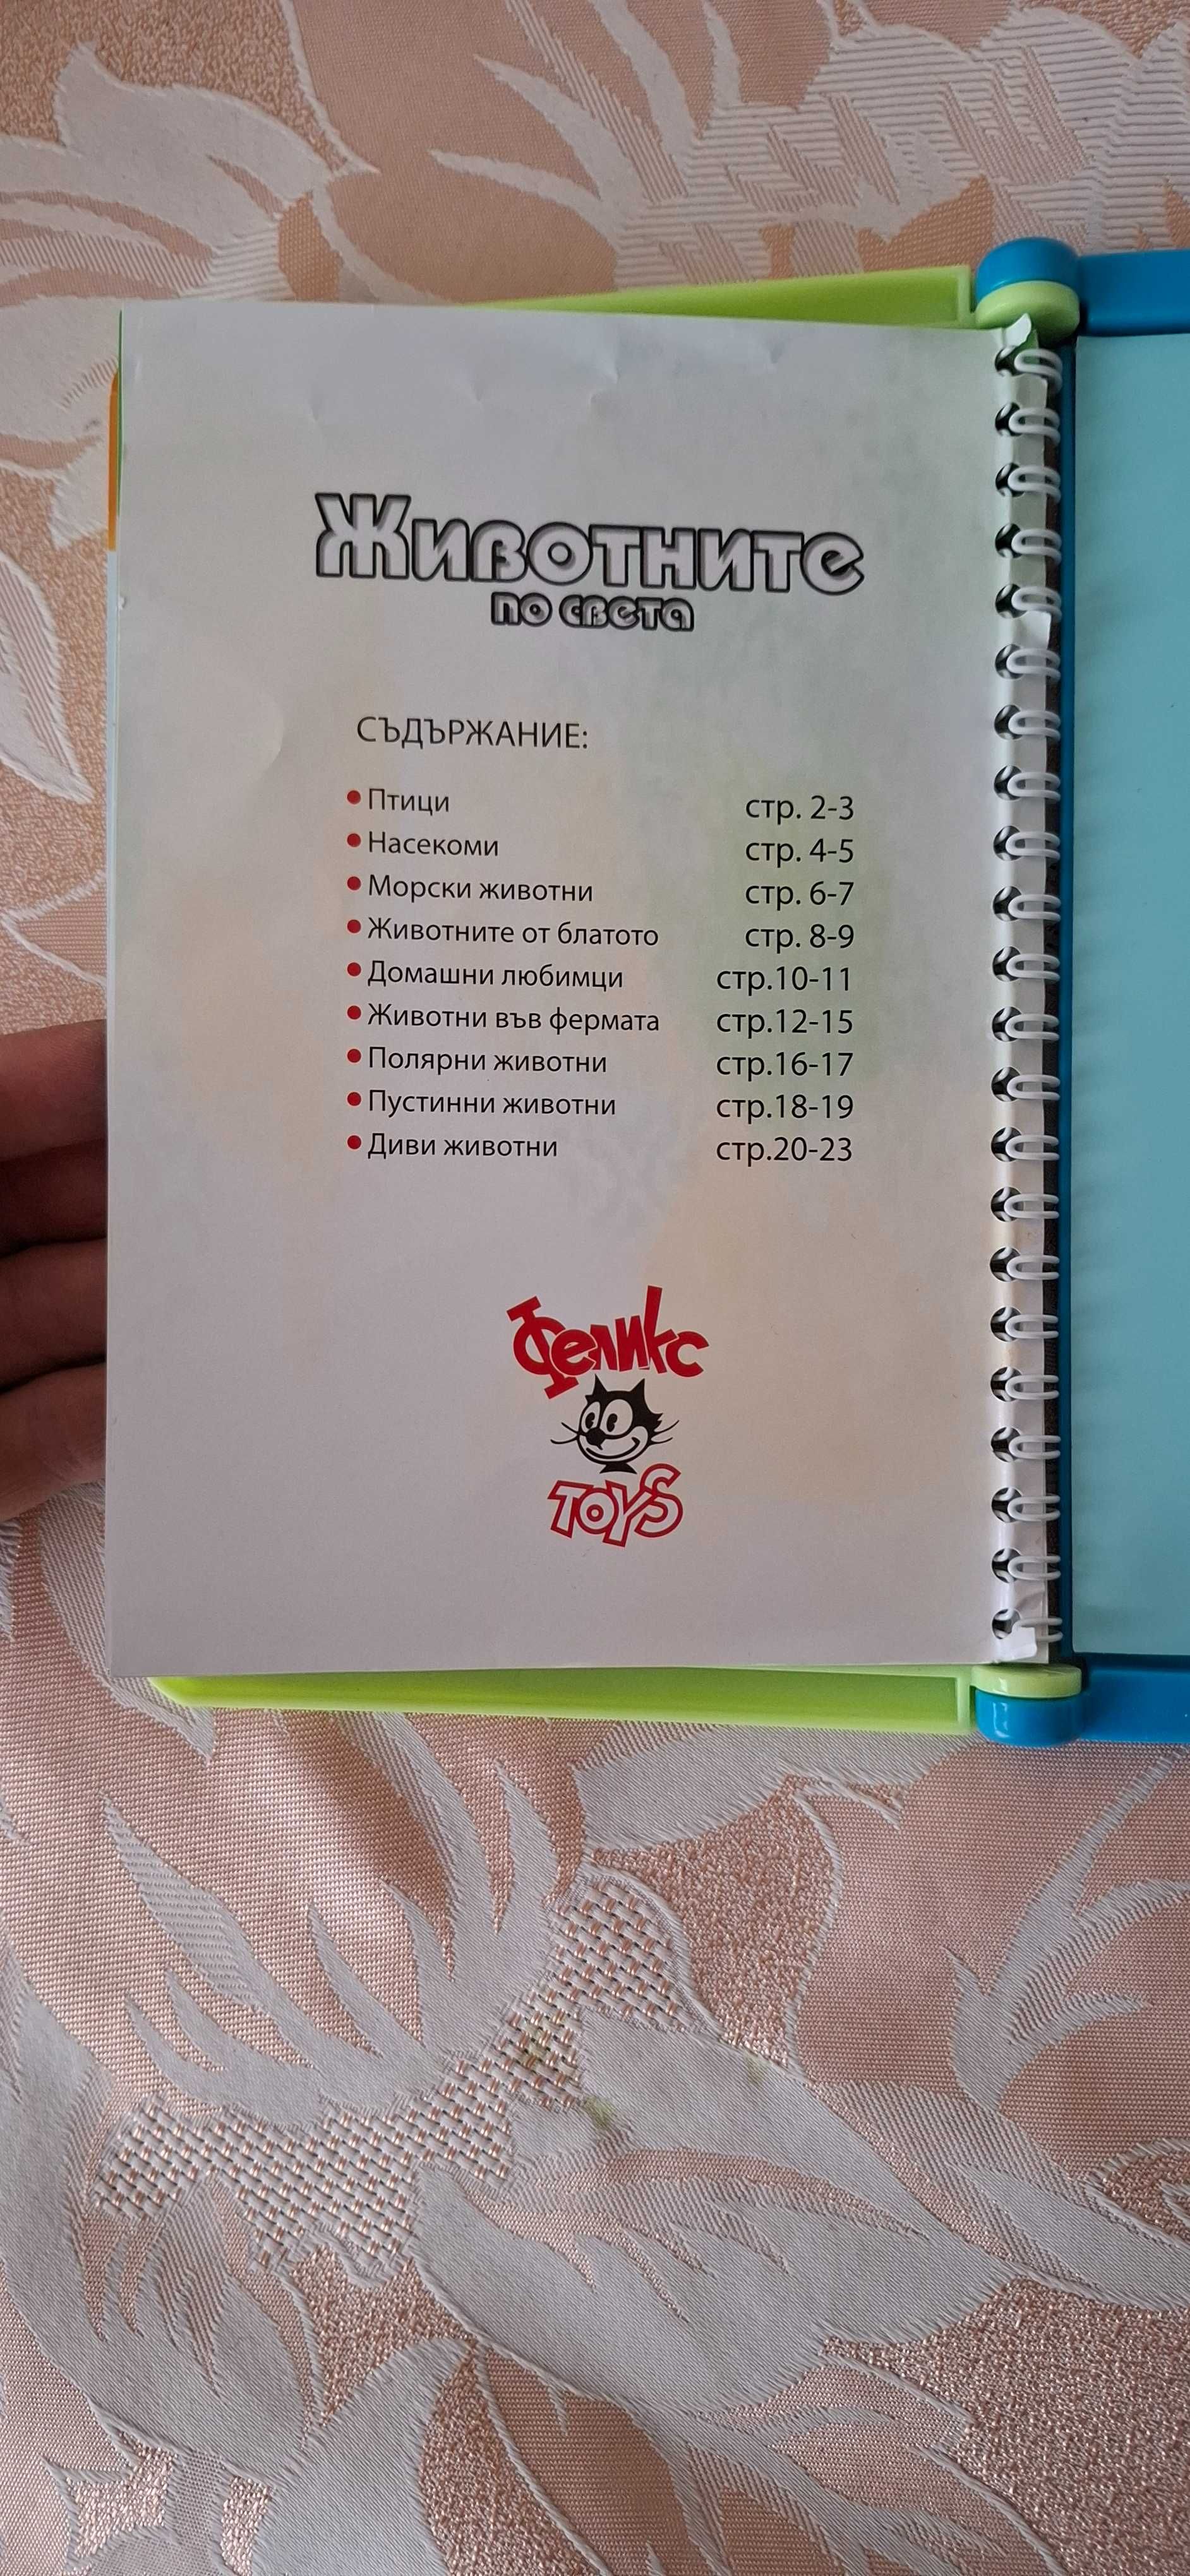 Животните
по света
СЪДЪРЖАНИЕ:
• Птици стр. 2-3
• Насекоми стр. 4-5
• Морски животни стр. 6-7
• Животните от блатото стр. 8-9
• Домашни любимци стр.10-11
• Животни във фермата стр.12-15
• Полярни животни стр.16-17
• Пустинни животни стр.18-19
• Диви животни стр.20-23
Феликс
TOYS